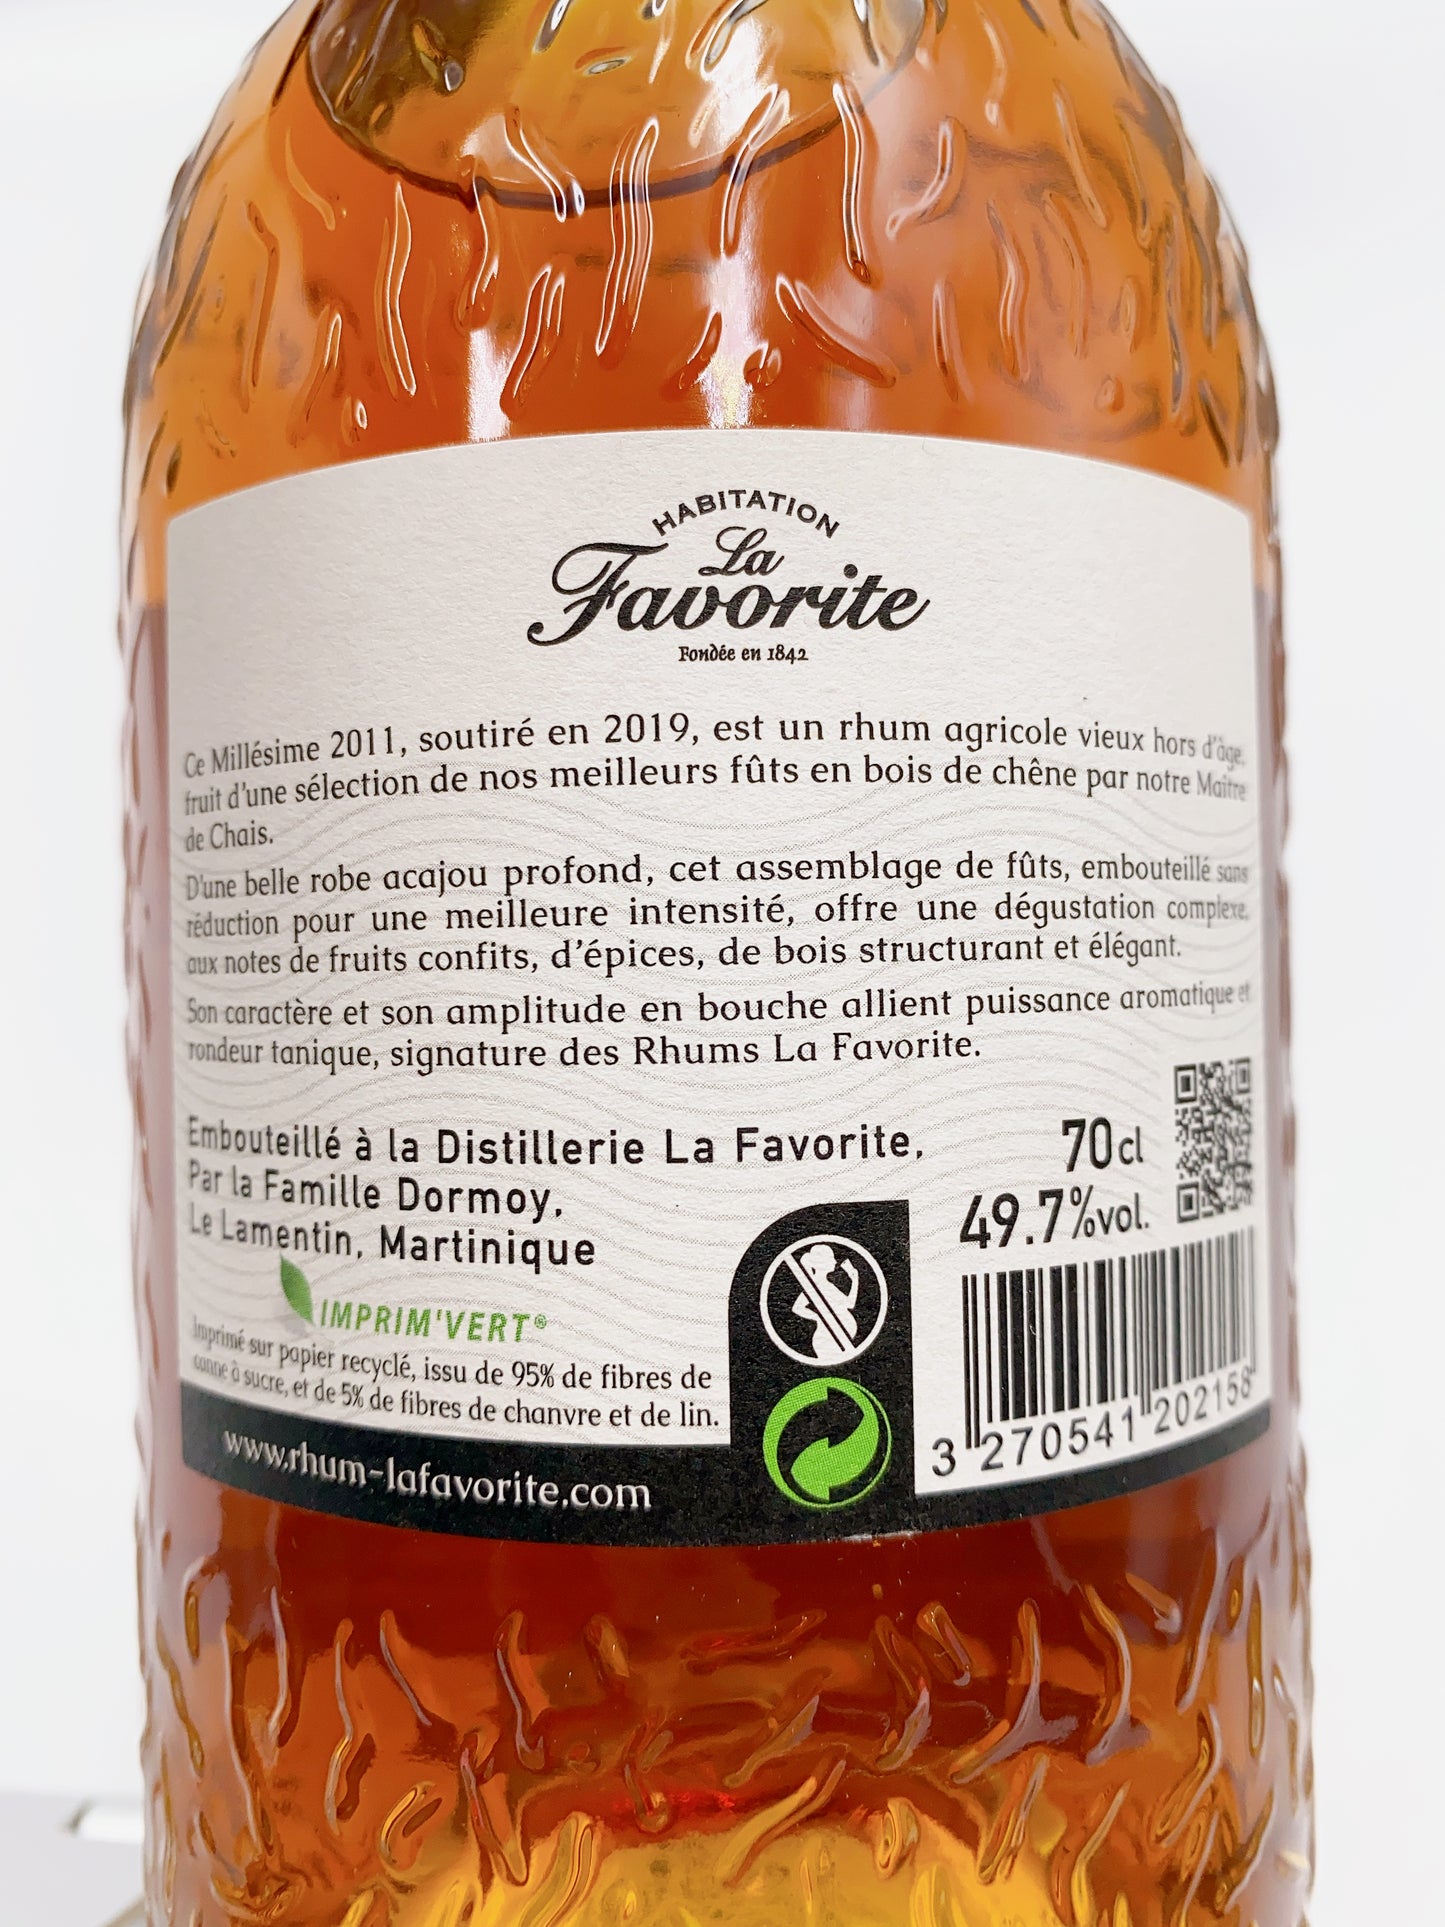 HABITATION
La
Favorite
Fondée en 1842
Ce Millésime 2011, soutiré en 2019, est un rhum agricole vieux hors d'âge,
fruit d'une sélection de nos meilleurs fûts en bois de chêne par notre Maître
de Chais.
D'une belle robe acajou profond, cet assemblage de fûts, embouteillé sans
réduction pour une meilleure intensité, offre une dégustation complexe,
aux notes de fruits confits, d'épices, de bois structurant et élégant.
Son caractère et son amplitude en bouche allient puissance aromatique et
rondeur tanique, signature des Rhums La Favorite.
Embouteillé à la Distillerie La Favorite,
Par la Famille Dormoy,
Le Lamentin, Martinique
70cl
49.7%vol.
IMPRIM'VERT®
Imprimé sur papier recyclé, issu de 95% de fibres de
canne à sucre, et de 5% de fibres de chanvre et de lin.
www.rhum-lafavorite.com
3 270541 202158